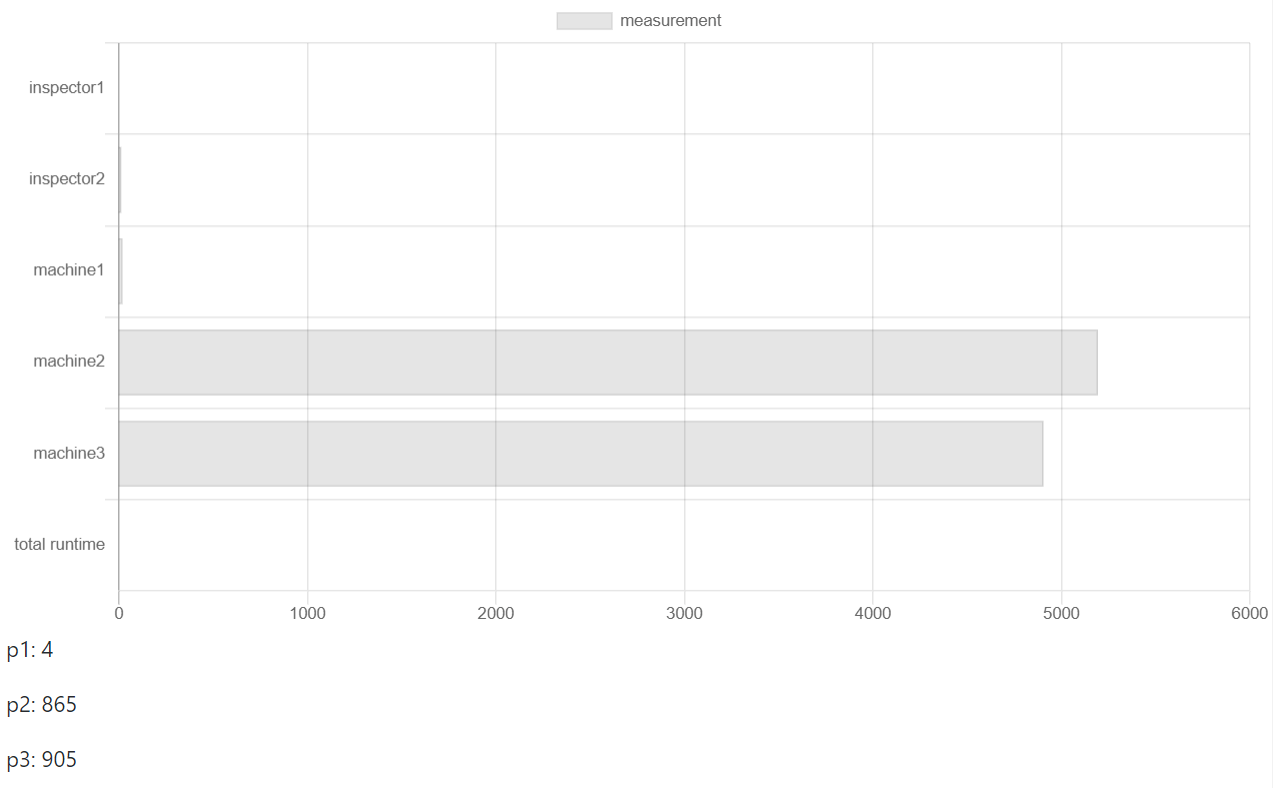 measurement
inspector1
inspector2
machine1
machine2
machine3
total runtime
0 1000 2000 3000 4000 5000 6000
p1: 4
p2: 865
p3: 905